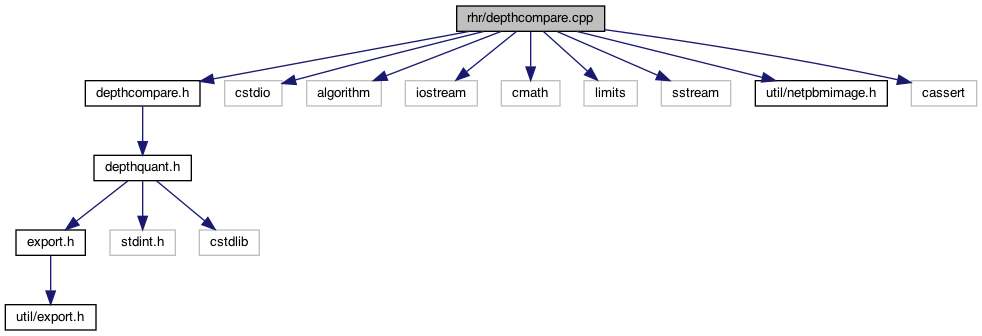 rhr/depthcompare.cpp
depthcompare.h
cstdio
algorithm
iostream
cmath
limits
sstream
util/netpbmimage.h
cassert
depthquant.h
export.h
stdint.h
cstdlib
util/export.h